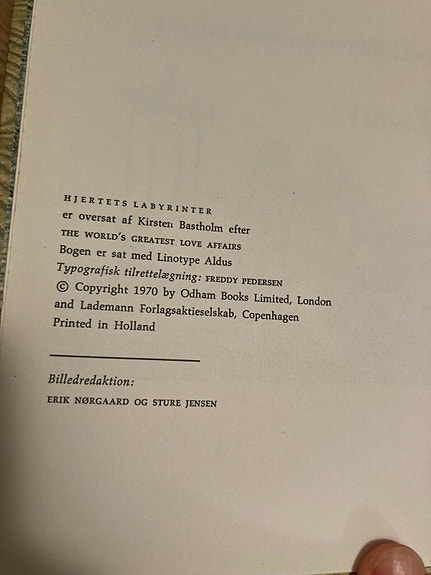 HJERTETS LABYRINTER
er oversat af Kirsten Bastholm efter
THE WORLD'S GREATEST LOVE AFFAIRS
Bogen er sat med Linotype Aldus
Typografisk tilrettelægning: FREDDY PEDERSEN
© Copyright 1970 by Odham Books Limited, London
and Lademann Forlagsaktieselskab, Copenhagen
Printed in Holland
Billedredaktion:
ERIK NØRGAARD OG STURE JENSEN